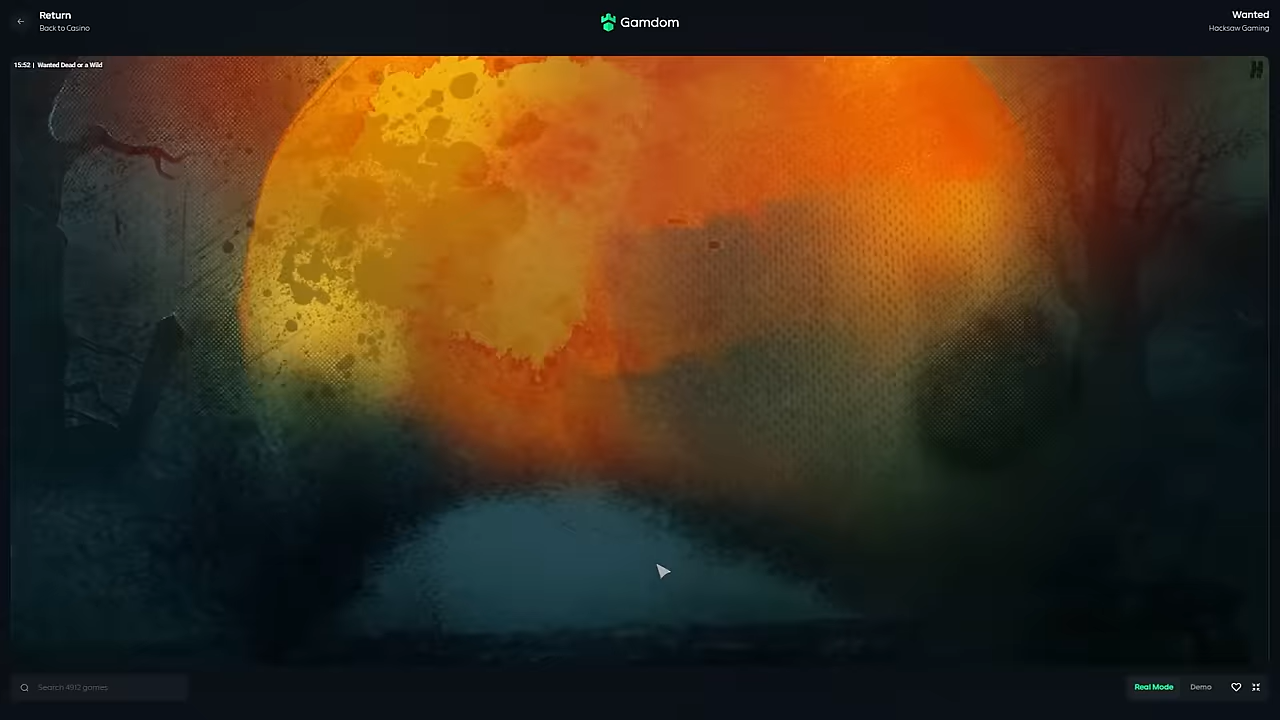 Return
Back to Casino
Gamdom
Wanted
Hacksaw Gaming
15:52 | Wanted Dead or a Wild
Search 4912 games
Real Mode
Demo